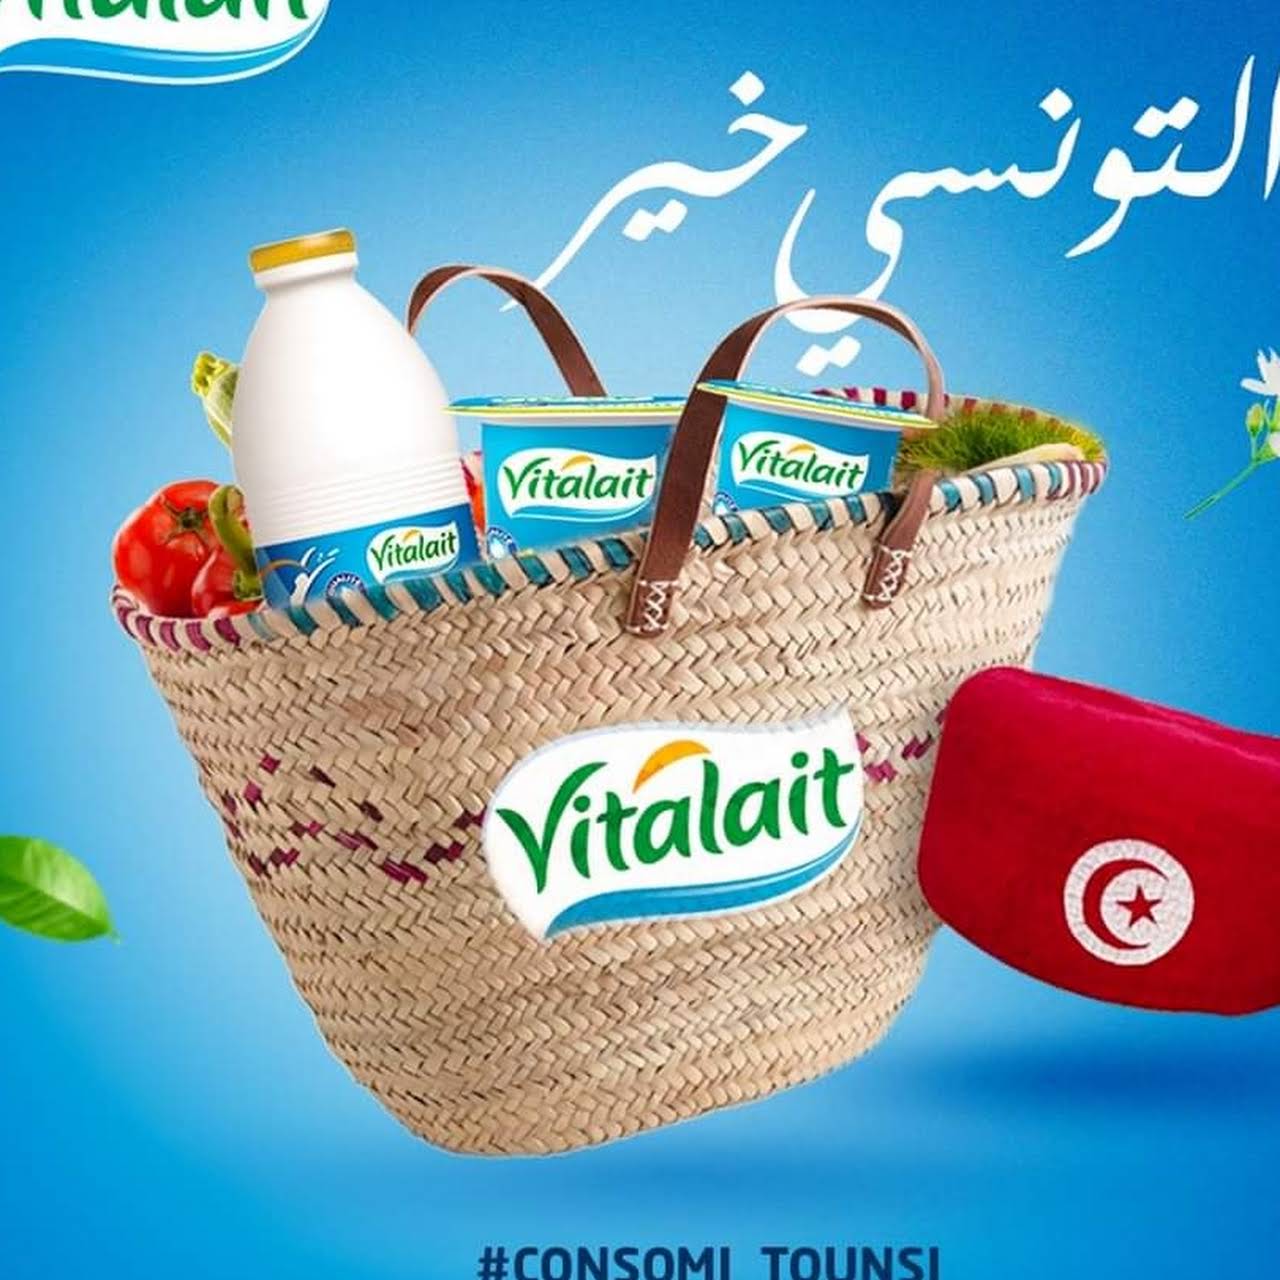 Vitalait
التونسي خير
Vitalait
Vitalait
Vitalait
Vitalait
#CONSOMI_TOUNSI